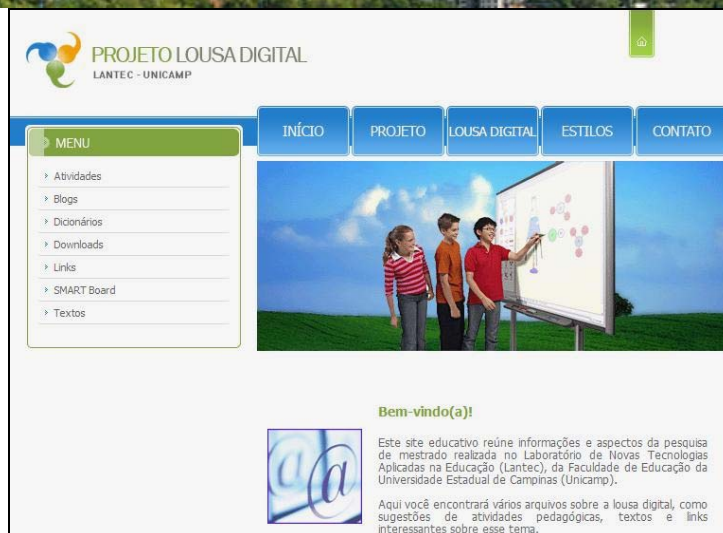 PROJETO LOUSA DIGITAL
LANTEC - UNICAMP
INÍCIO
PROJETO
LOUSA DIGITAL
ESTILOS
CONTATO
MENU
Atividades
Blogs
Dicionários
Downloads
Links
SMART Board
Textos
Bem-vindo(a)!
Este site educativo reúne informações e aspectos da pesquisa
de mestrado realizada no Laboratório de Novas Tecnologias
Aplicadas na Educação (Lantec), da Faculdade de Educação da
Universidade Estadual de Campinas (Unicamp).
Aqui você encontrará vários arquivos sobre a lousa digital, como
sugestões de atividades pedagógicas, textos e links
interessantes sobre esse tema.